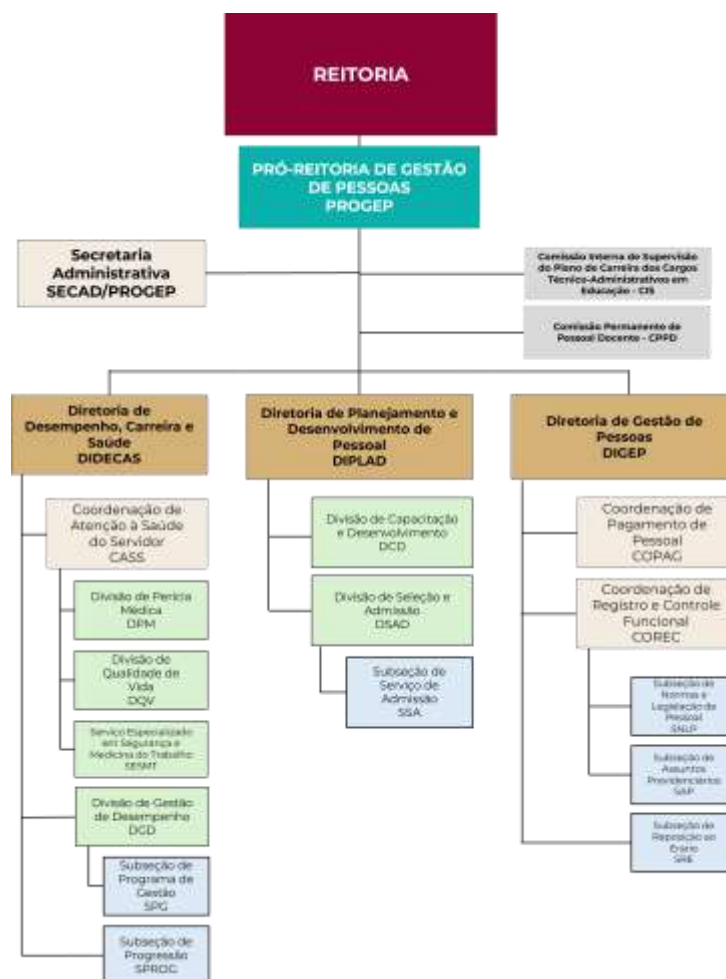 REITORIA
PRÓ-REITORIA DE GESTÃO
DE PESSOAS
PROGEP
Secretaria
Administrativa
SECAD/PROGEP
Comissão Interna de Supervisão
do Plano de Carreira dos Cargos
Técnico-Administrativos em
Educação - CIS
Comissão Permanente de
Pessoal Docente - CPPD
Diretoria de
Desempenho, Carreira e
Saúde
DIDECAS
Diretoria de Planejamento e
Desenvolvimento de
Pessoal
DIPLAD
Diretoria de Gestão de
Pessoas
DIGEP
Coordenação de
Atenção à Saúde
do Servidor
CASS
Divisão de Perícia
Médica
DPM
Divisão de
Qualidade de
Vida
DQV
Serviço Especializado
em Segurança e
Medicina do Trabalho
SESMT
Divisão de Gestão
de Desempenho
DGD
Subseção de
Programa de
Gestão
SPG
Subseção de
Progressão
SPROG
Divisão de Capacitação
e Desenvolvimento
DCD
Divisão de Seleção e
Admissão
DSAD
Subseção de
Serviço de
Admissão
SSA
Coordenação de
Pagamento de
Pessoal
COPAG
Coordenação de
Registro e Controle
Funcional
COREC
Subseção de
Normas e
Legislação de
Pessoal
SNLP
Subseção de
Assuntos
Previdenciários
SAP
Subseção de
Reposição ao
Erário
SRE